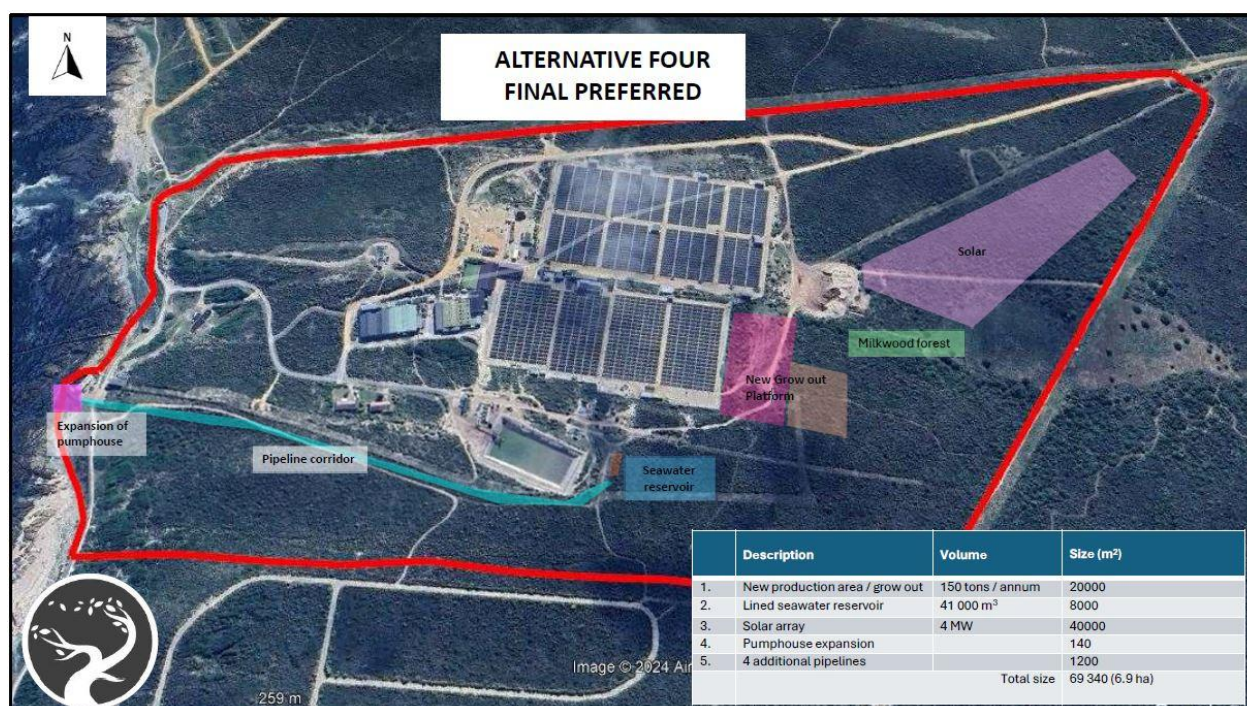 N
ALTERNATIVE FOUR
FINAL PREFERRED
Solar
Milkwood forest
New Grow out
Platform
Expansion of
pumphouse
Pipeline corridor
Seawater
reservoir
Description Volume Size (m²)
1. New production area / grow out 150 tons / annum 20000
2. Lined seawater reservoir 41 000 m³ 8000
3. Solar array 4 MW 40000
4. Pumphouse expansion 140
5. 4 additional pipelines 1200
Total size 69 340 (6.9 ha)
Image © 2024 Air
259 m